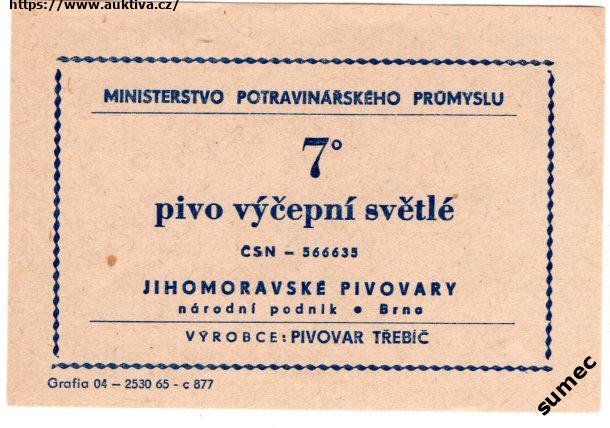 https://www.auktiva.cz/
MINISTERSTVO POTRAVINÁŘSKÉHO PRŮMYSLU
7°
pivo výčepní světlé
ČSN – 566635
JIHOMORAVSKÉ PIVOVARY
národní podnik • Brno
VÝROBCE: PIVOVAR TŘEBÍČ
Grafia 04 – 2530 65 - c 877
sumec